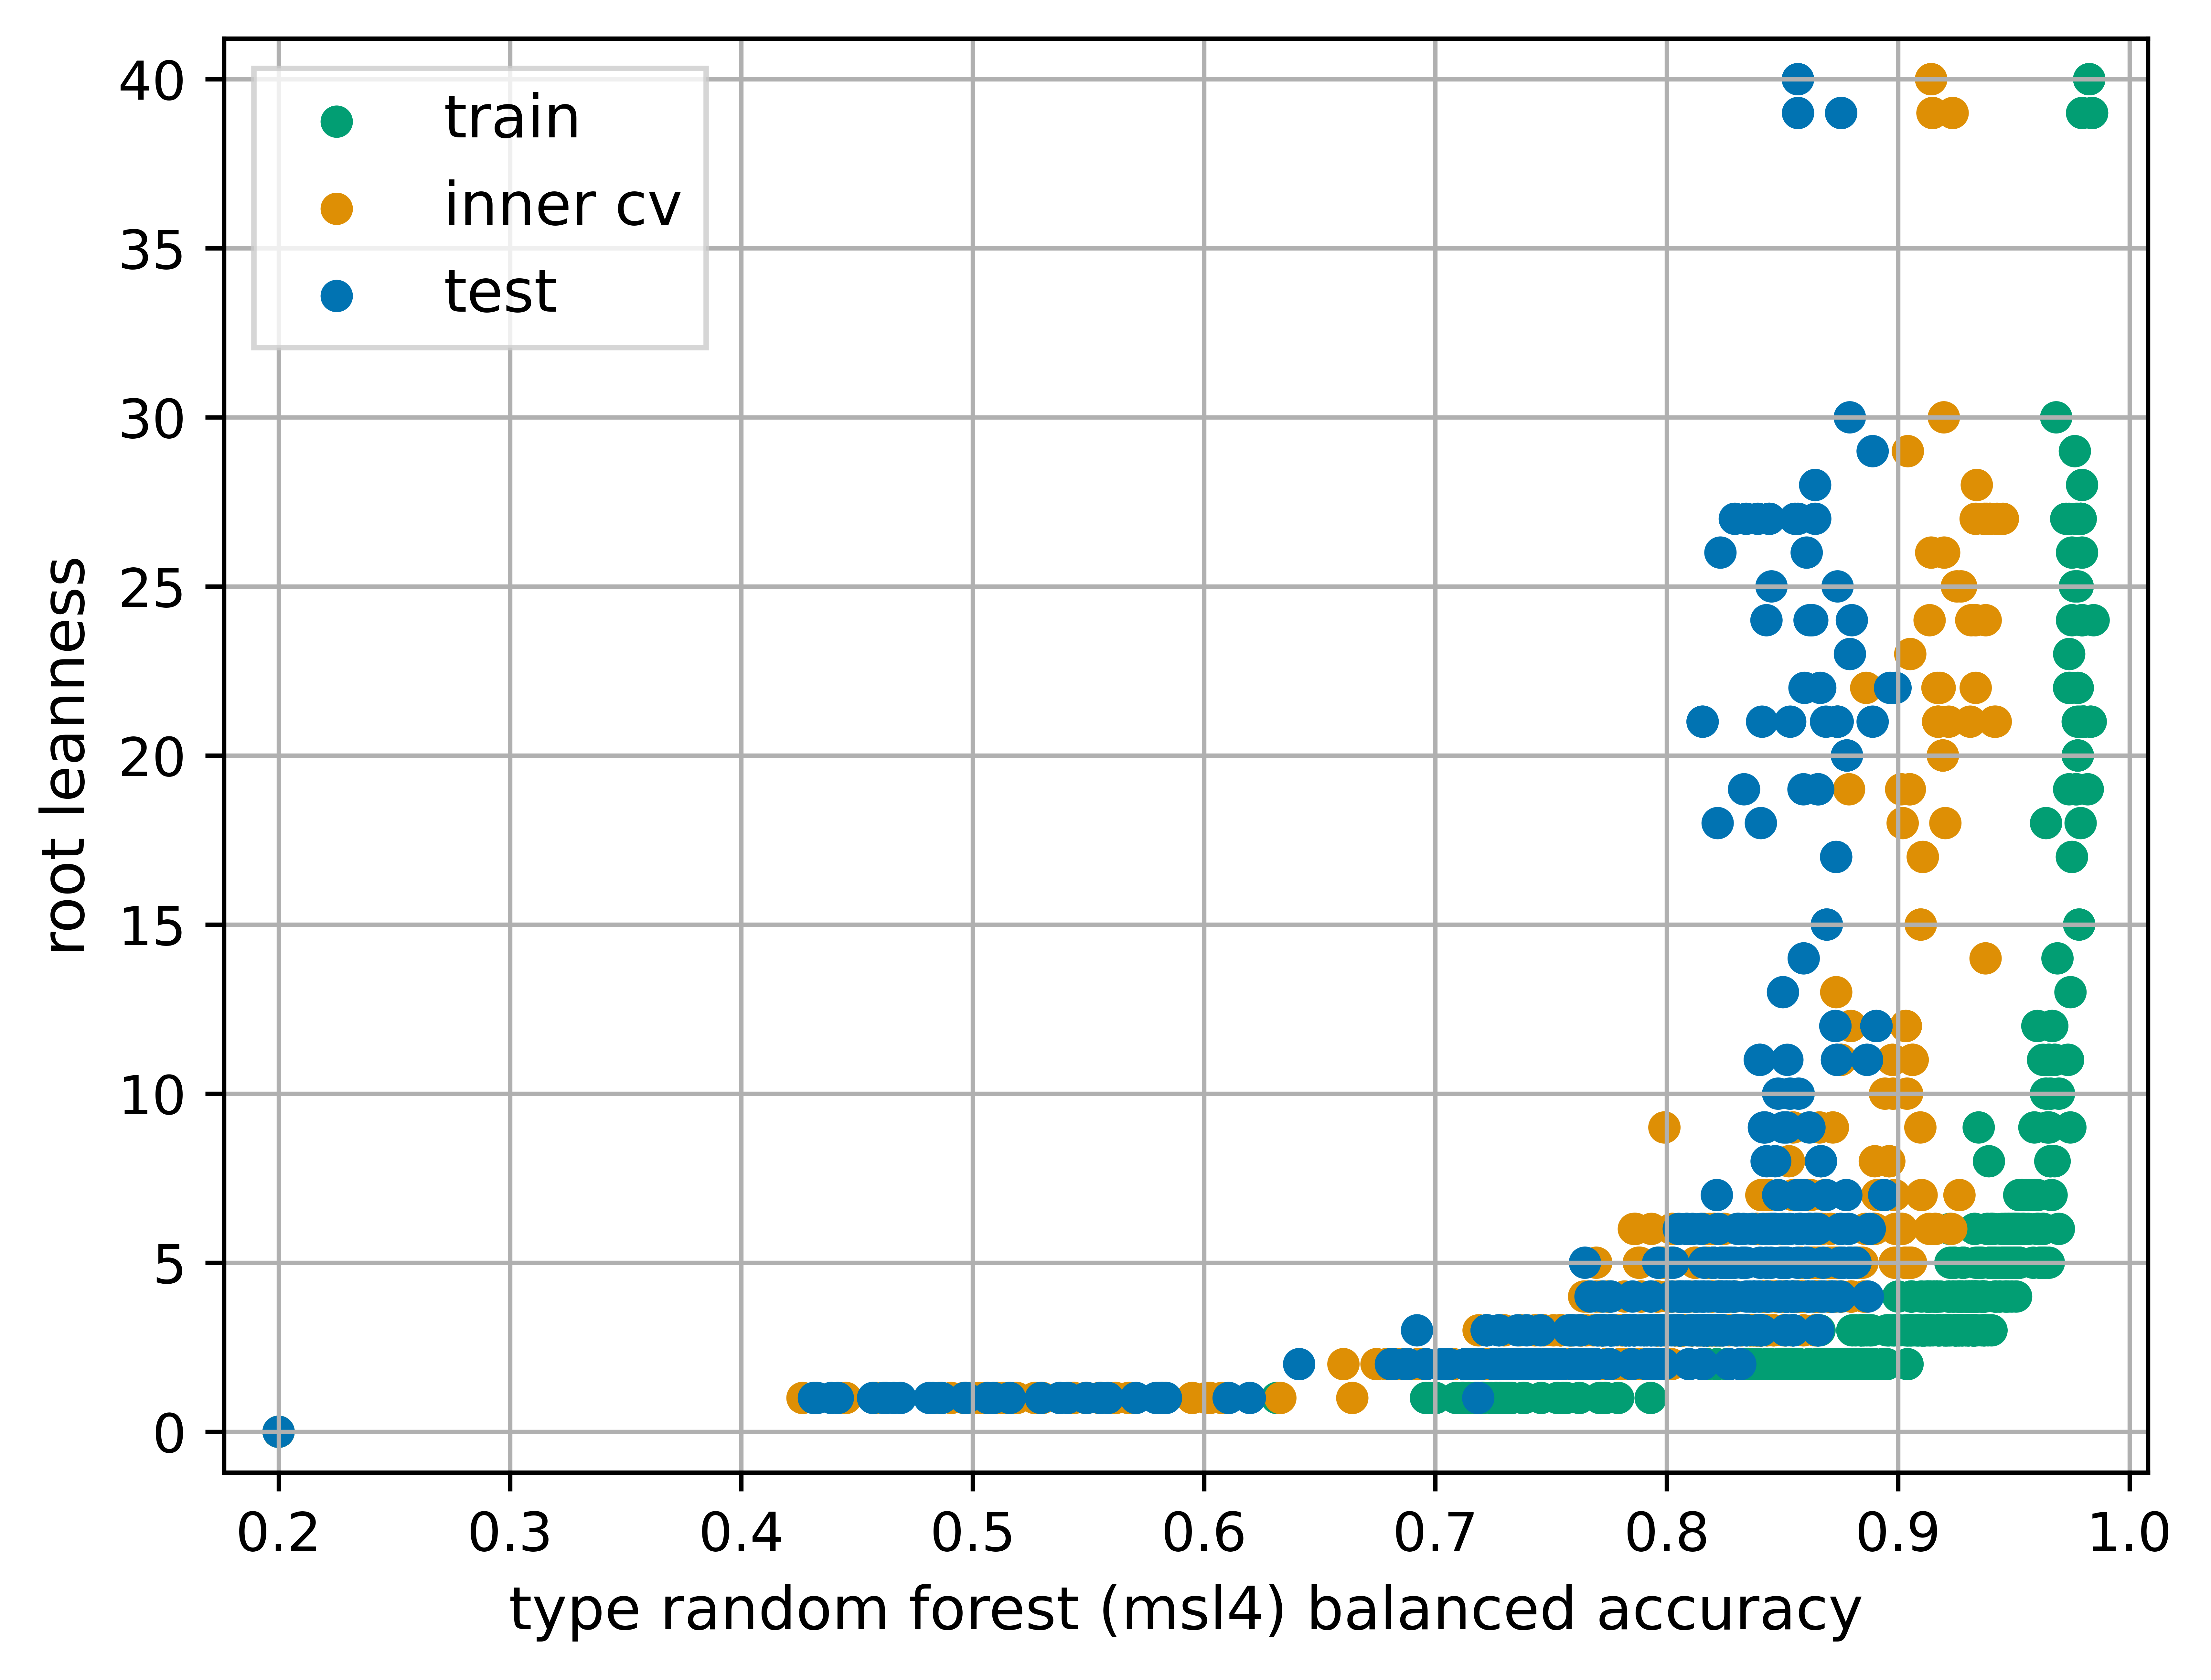 40
35
30
25
20
15
10
5
0
root leanness
train
inner cv
test
0.2 0.3 0.4 0.5 0.6 0.7 0.8 0.9 1.0
type random forest (msl4) balanced accuracy